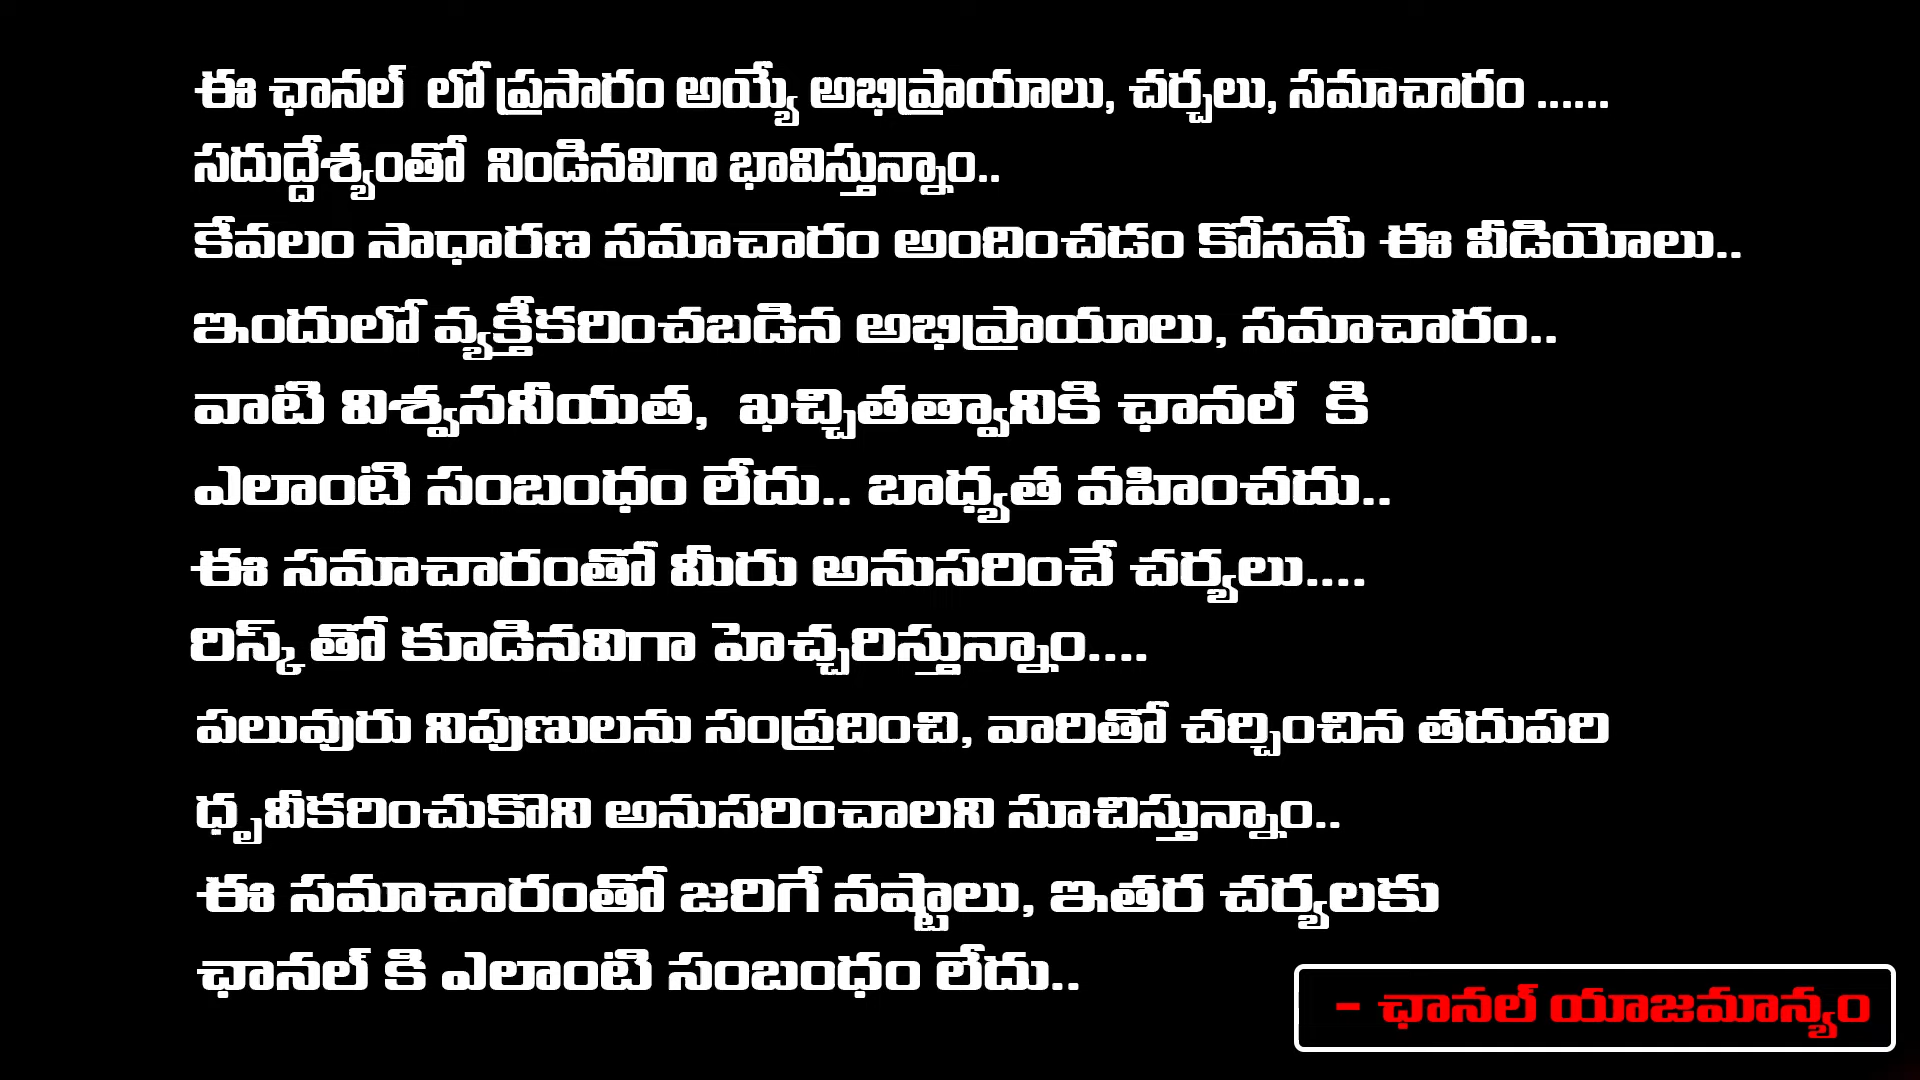 ఈ ఛానల్ లో ప్రసారం అయ్యే అభిప్రాయాలు, చర్చలు, సమాచారం ......
సదుద్దేశ్యంతో నిండినవిగా భావిస్తున్నాం..
కేవలం సాధారణ సమాచారం అందించడం కోసమే ఈ వీడియోలు..
ఇందులో వ్యక్తీకరించబడిన అభిప్రాయాలు, సమాచారం..
వాటి విశ్వసనీయత, ఖచ్చితత్వానికి ఛానల్ కి
ఎలాంటి సంబంధం లేదు.. బాధ్యత వహించదు..
ఈ సమాచారంతో మీరు అనుసరించే చర్యలు....
రిస్క్ తో కూడినవిగా హెచ్చరిస్తున్నాం....
పలువురు నిపుణులను సంప్రదించి, వారితో చర్చించిన తదుపరి
ధృవీకరించుకొని అనుసరించాలని సూచిస్తున్నాం..
ఈ సమాచారంతో జరిగే నష్టాలు, ఇతర చర్యలకు
ఛానల్ కి ఎలాంటి సంబంధం లేదు..
- ఛానల్ యాజమాన్యం